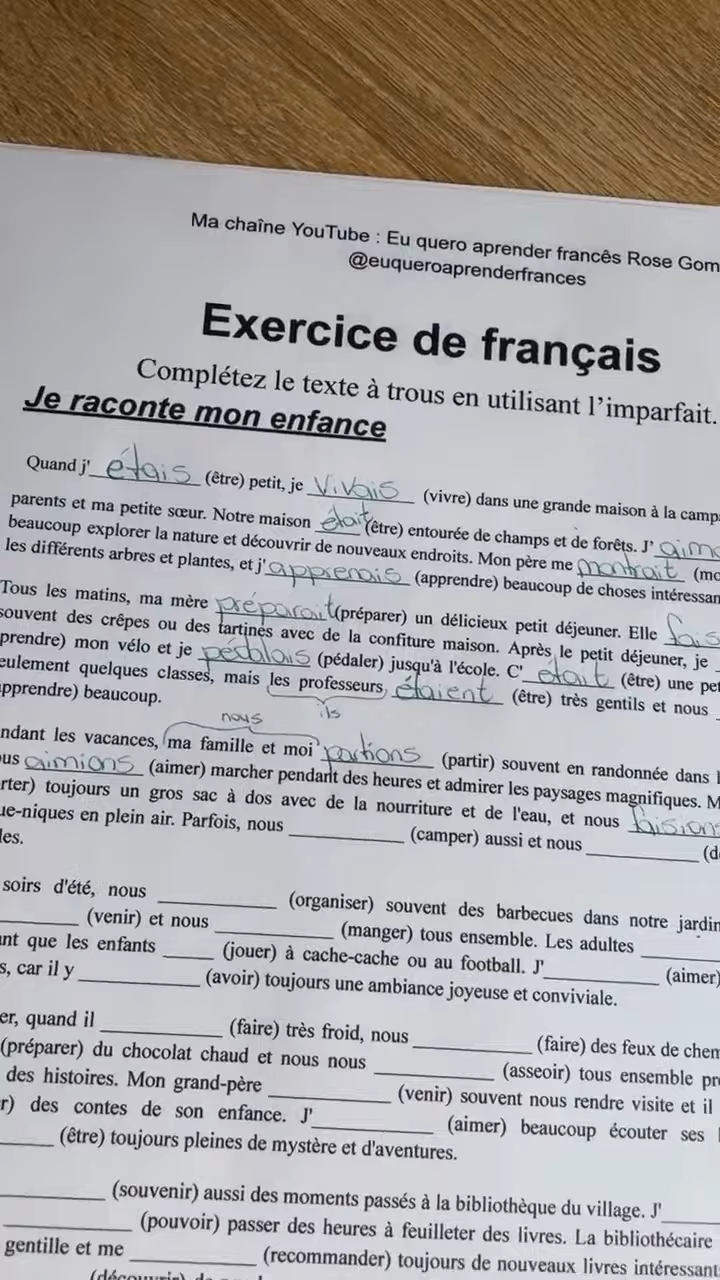 Ma chaîne YouTube : Eu quero aprender francês Rose Gom
@euqueroaprenderfrances
Exercice de français
Complétez le texte à trous en utilisant l'imparfait.
Je raconte mon enfance
Quand j' étais (être) petit, je vivais (vivre) dans une grande maison à la camp
parents et ma petite sœur. Notre maison était (être) entourée de champs et de forêts. J' aim
beaucoup explorer la nature et découvrir de nouveaux endroits. Mon père me montrait (mo
les différents arbres et plantes, et j' apprenais (apprendre) beaucoup de choses intéressan
Tous les matins, ma mère préparait (préparer) un délicieux petit déjeuner. Elle fais
souvent des crêpes ou des tartines avec de la confiture maison. Après le petit déjeuner, je
prendre) mon vélo et je pédalais (pédaler) jusqu'à l'école. C' était (être) une pet
eulement quelques classes, mais les professeurs étaient (être) très gentils et nous
apprendre) beaucoup.
nous ils
ndant les vacances, ma famille et moi partions (partir) souvent en randonnée dans l
us aimions (aimer) marcher pendant des heures et admirer les paysages magnifiques. M
rter) toujours un gros sac à dos avec de la nourriture et de l'eau, et nous faisions
ue-niques en plein air. Parfois, nous (camper) aussi et nous (d
les.
soirs d'été, nous (organiser) souvent des barbecues dans notre jardin
(venir) et nous (manger) tous ensemble. Les adultes
ant que les enfants (jouer) à cache-cache ou au football. J' (aimer)
s, car il y (avoir) toujours une ambiance joyeuse et conviviale.
er, quand il (faire) très froid, nous (faire) des feux de chem
(préparer) du chocolat chaud et nous nous (asseoir) tous ensemble pr
des histoires. Mon grand-père (venir) souvent nous rendre visite et il
r) des contes de son enfance. J' (aimer) beaucoup écouter ses
(être) toujours pleines de mystère et d'aventures.
(souvenir) aussi des moments passés à la bibliothèque du village. J'
(pouvoir) passer des heures à feuilleter des livres. La bibliothécaire
gentille et me (recommander) toujours de nouveaux livres intéressant